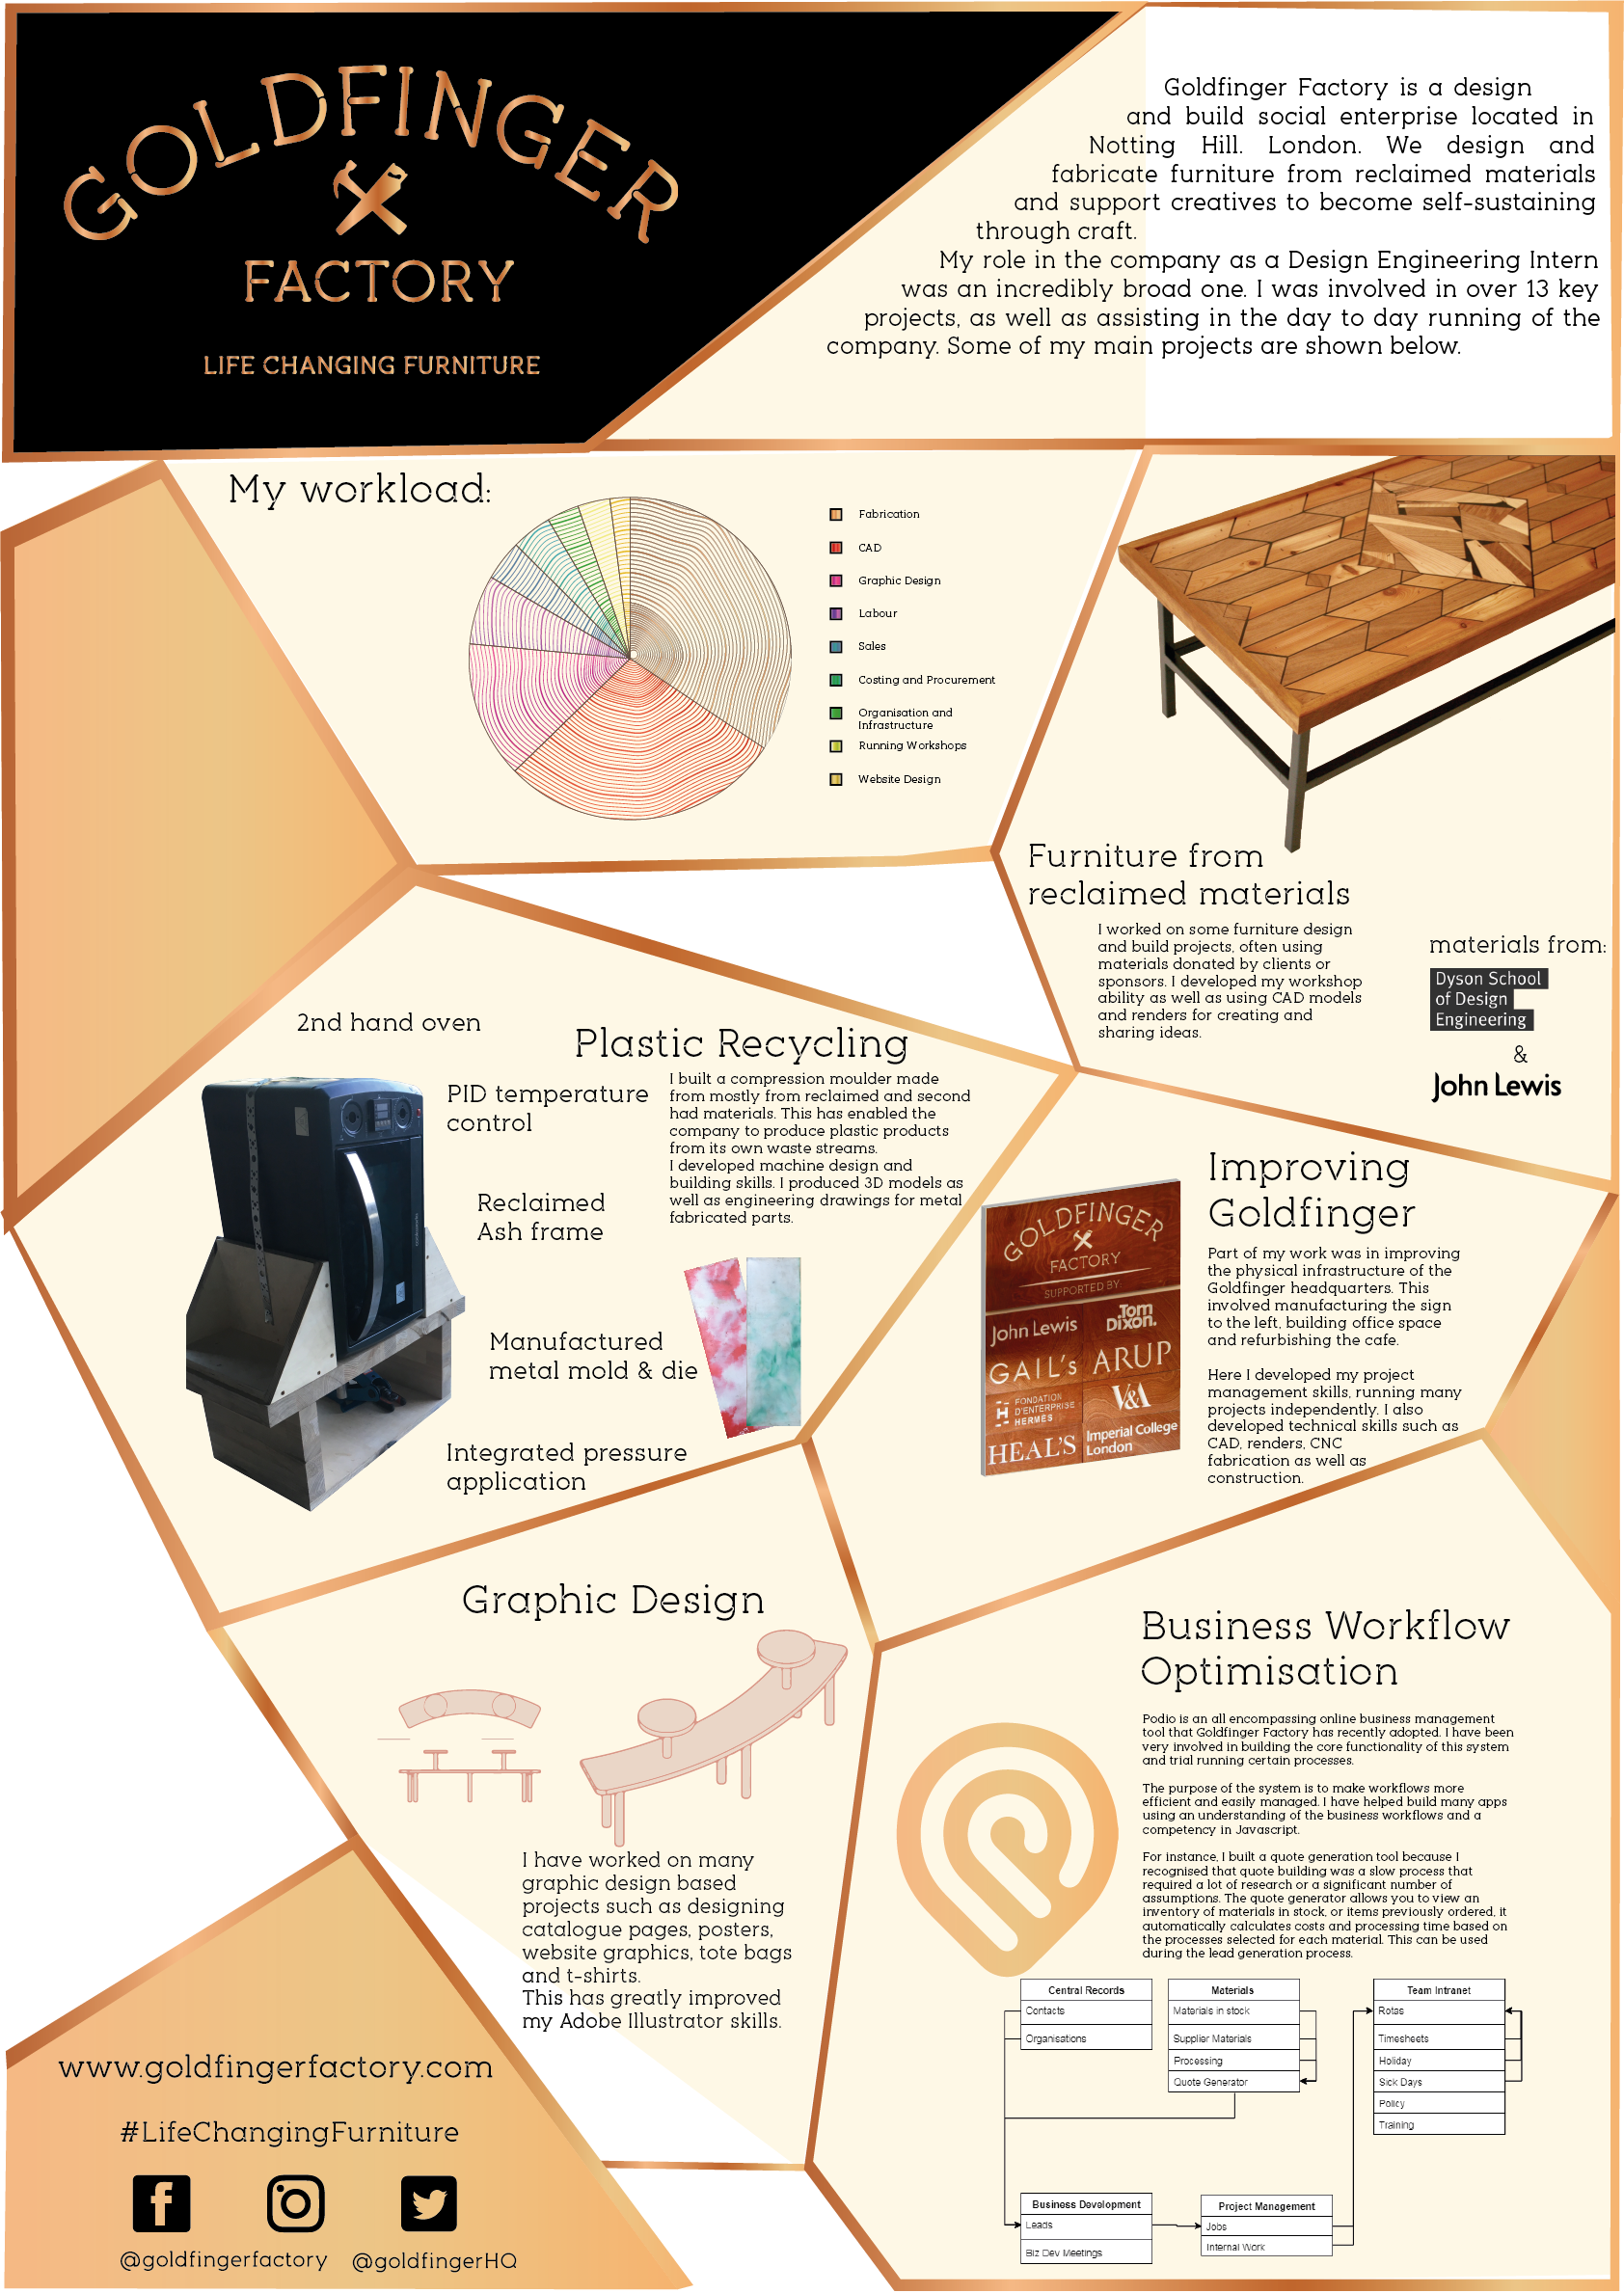 GOLDFINGER
FACTORY
LIFE CHANGING FURNITURE
Goldfinger Factory is a design
and build social enterprise located in
Notting Hill. London. We design and
fabricate furniture from reclaimed materials
and support creatives to become self-sustaining
through craft.
My role in the company as a Design Engineering Intern
was an incredibly broad one. I was involved in over 13 key
projects, as well as assisting in the day to day running of the
company. Some of my main projects are shown below.
My workload:
Fabrication
CAD
Graphic Design
Labour
Sales
Costing and Procurement
Organisation and
Infrastructure
Running Workshops
Website Design
Furniture from
reclaimed materials
I worked on some furniture design
and build projects, often using
materials donated by clients or
sponsors. I developed my workshop
ability as well as using CAD models
and renders for creating and
sharing ideas.
materials from:
Dyson School
of Design
Engineering
&
John Lewis
2nd hand oven
PID temperature
control
Reclaimed
Ash frame
Manufactured
metal mold & die
Integrated pressure
application
Plastic Recycling
I built a compression moulder made
from mostly from reclaimed and second
had materials. This has enabled the
company to produce plastic products
from its own waste streams.
I developed machine design and
building skills. I produced 3D models as
well as engineering drawings for metal
fabricated parts.
GOLDFINGER
FACTORY
SUPPORTED BY
John Lewis
Tom
Dixon.
GAIL's
ARUP
FONDATION
D'ENTREPRISE
HERMÈS
V&A
HEAL'S
Imperial College
London
Improving
Goldfinger
Part of my work was in improving
the physical infrastructure of the
Goldfinger headquarters. This
involved manufacturing the sign
to the left, building office space
and refurbishing the cafe.
Here I developed my project
management skills, running many
projects independently. I also
developed technical skills such as
CAD, renders, CNC
fabrication as well as
construction.
Graphic Design
I have worked on many
graphic design based
projects such as designing
catalogue pages, posters,
website graphics, tote bags
and t-shirts.
This has greatly improved
my Adobe Illustrator skills.
Business Workflow
Optimisation
Podio is an all encompassing online business management
tool that Goldfinger Factory has recently adopted. I have been
very involved in building the core functionality of this system
and trial running certain processes.
The purpose of the system is to make workflows more
efficient and easily managed. I have helped build many apps
using an understanding of the business workflows and a
competency in Javascript.
For instance, I built a quote generation tool because I
recognised that quote building was a slow process that
required a lot of research or a significant number of
assumptions. The quote generator allows you to view an
inventory of materials in stock, or items previously ordered, it
automatically calculates costs and processing time based on
the processes selected for each material. This can be used
during the lead generation process.
Central Records
Contacts
Organisations
Materials
Materials in stock
Supplier Materials
Processing
Quote Generator
Team Intranet
Rotas
Timesheets
Holiday
Sick Days
Policy
Training
Business Development
Leads
Biz Dev Meetings
Project Management
Jobs
Internal Work
www.goldfingerfactory.com
#LifeChangingFurniture
@goldfingerfactory
@goldfingerHQ